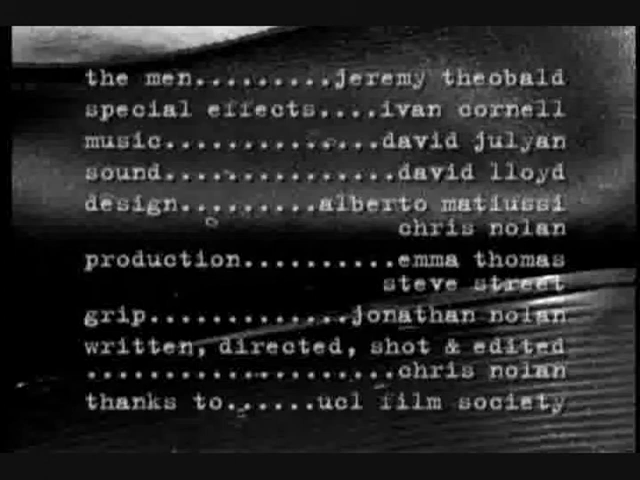 the men.........jeremy theobald
special effects....ivan cornell
music..............david julyan
sound...............david lloyd
design.........alberto matiussi
chris nolan
production..........emma thomas
steve street
grip.............jonathan nolan
written, directed, shot & edited
....................chris nolan
thanks to......ucl film society